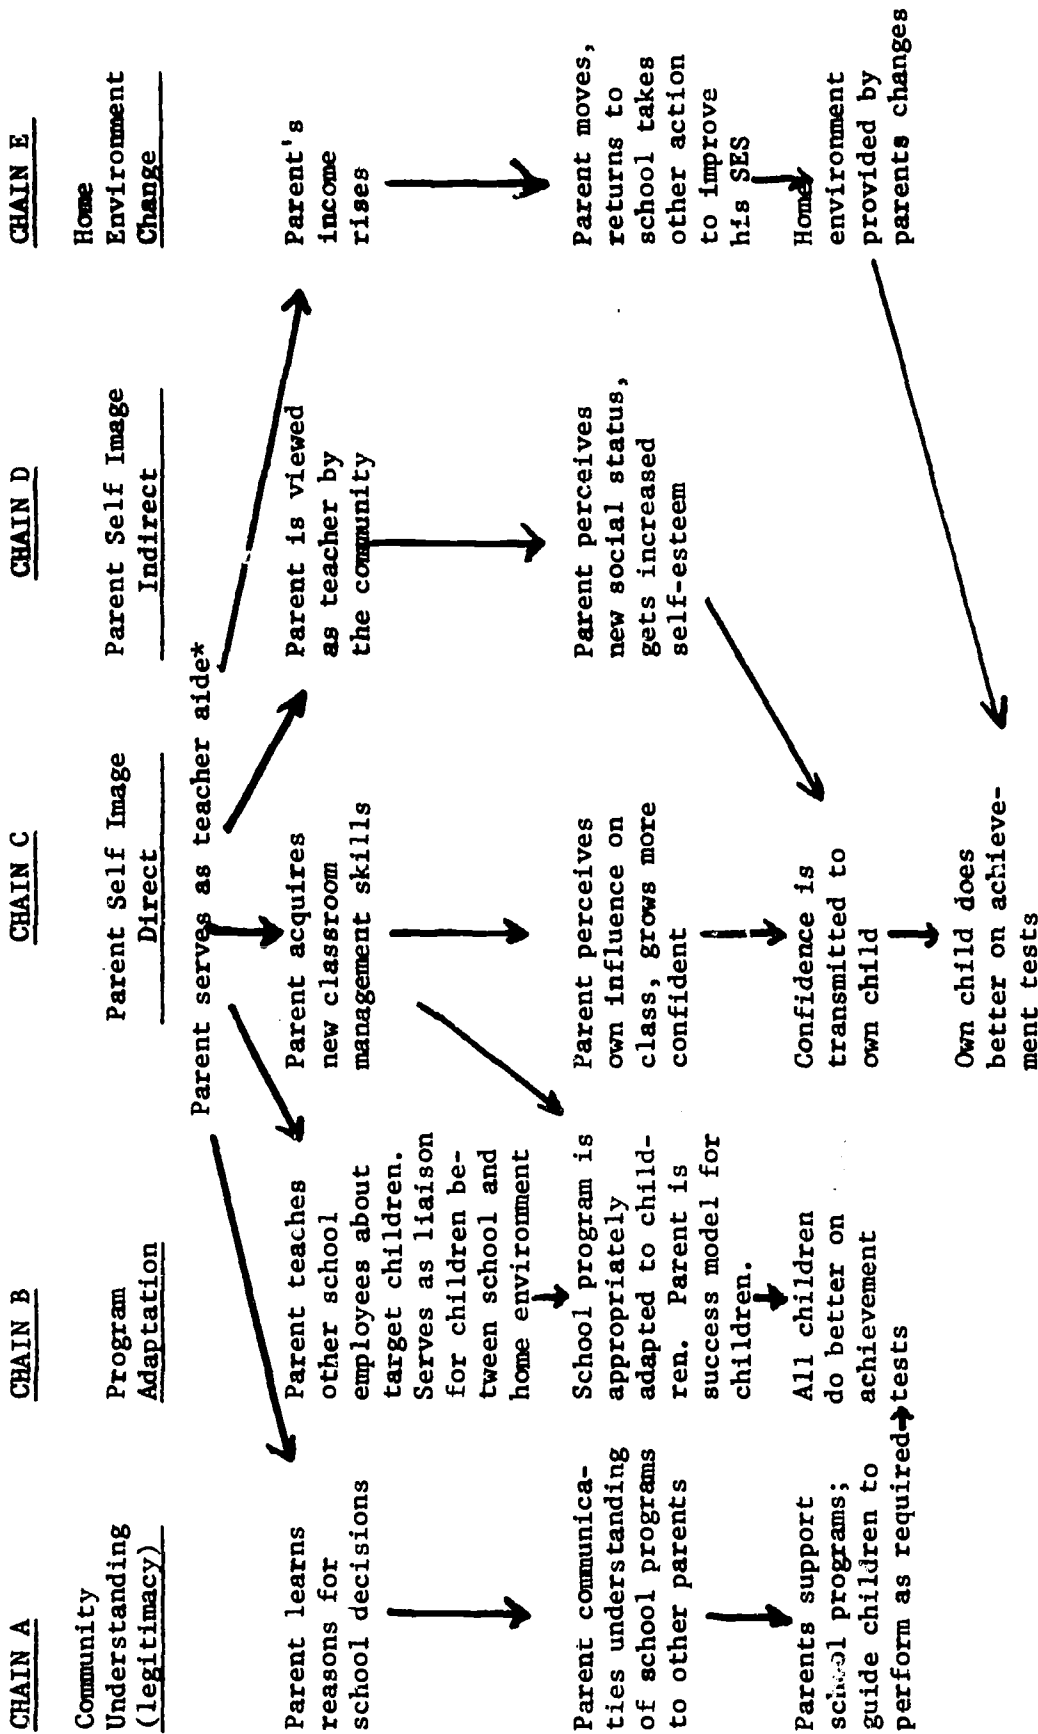 CHAIN A
Community
Understanding
(legitimacy)
Parent learns
reasons for
school decisions
Parent communica-
ties understanding
of school programs
to other parents
Parents support
school programs;
guide children to
perform as required
CHAIN B
Program
Adaptation
Parent teaches
other school
employees about
target children.
Serves as liaison
for children be-
tween school and
home environment
School program is
appropriately
adapted to child-
ren. Parent is
success model for
children.
All children
do better on
achievement
tests
CHAIN C
Parent Self Image
Direct
Parent serves as teacher aide*
Parent acquires
new classroom
management skills
Parent perceives
own influence on
class, grows more
confident
Confidence is
transmitted to
own child
Own child does
better on achieve-
ment tests
CHAIN D
Parent Self Image
Indirect
Parent is viewed
as teacher by
the community
Parent perceives
new social status,
gets increased
self-esteem
CHAIN E
Home
Environment
Change
Parent's
income
rises
Parent moves,
returns to
school takes
other action
to improve
his SES
Home
environment
provided by
parents changes